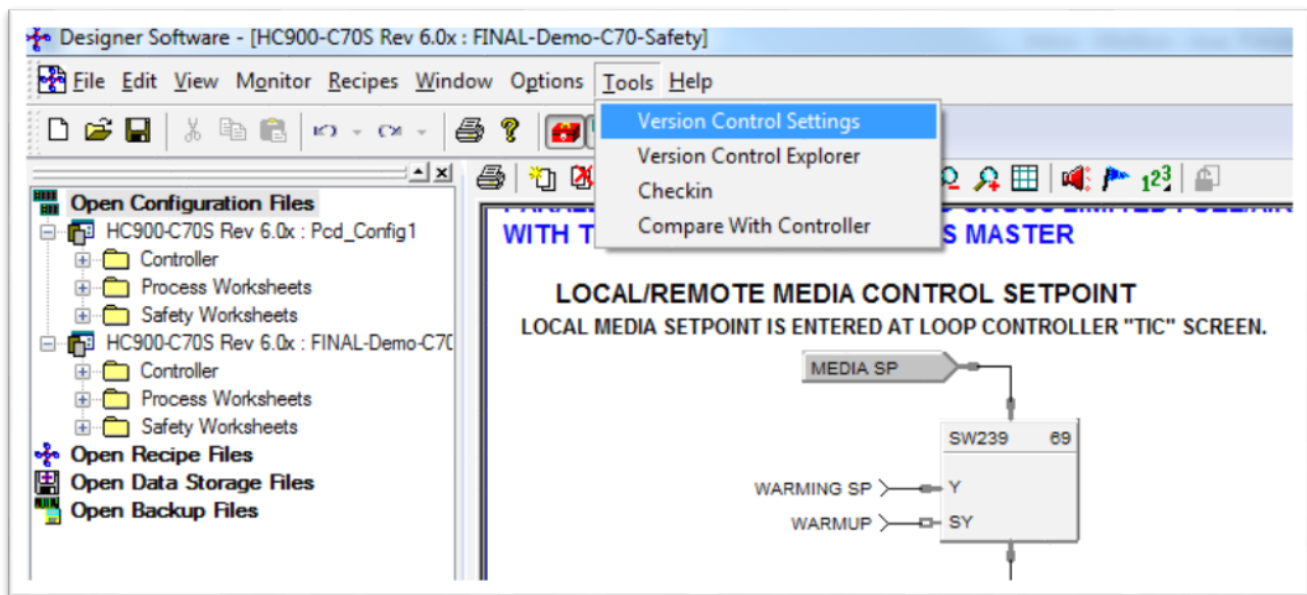 Designer Software - [HC900-C70S Rev 6.0x : FINAL-Demo-C70-Safety]
File Edit View Monitor Recipes Window Options Tools Help
Version Control Settings
Version Control Explorer
Checkin
Compare With Controller
Open Configuration Files
HC900-C70S Rev 6.0x : Pcd_Config1
Controller
Process Worksheets
Safety Worksheets
HC900-C70S Rev 6.0x : FINAL-Demo-C70
Controller
Process Worksheets
Safety Worksheets
Open Recipe Files
Open Data Storage Files
Open Backup Files
123
WITH T
S MASTER
LOCAL/REMOTE MEDIA CONTROL SETPOINT
LOCAL MEDIA SETPOINT IS ENTERED AT LOOP CONTROLLER "TIC" SCREEN.
MEDIA SP
SW239 69
WARMING SP Y
WARMUP SY